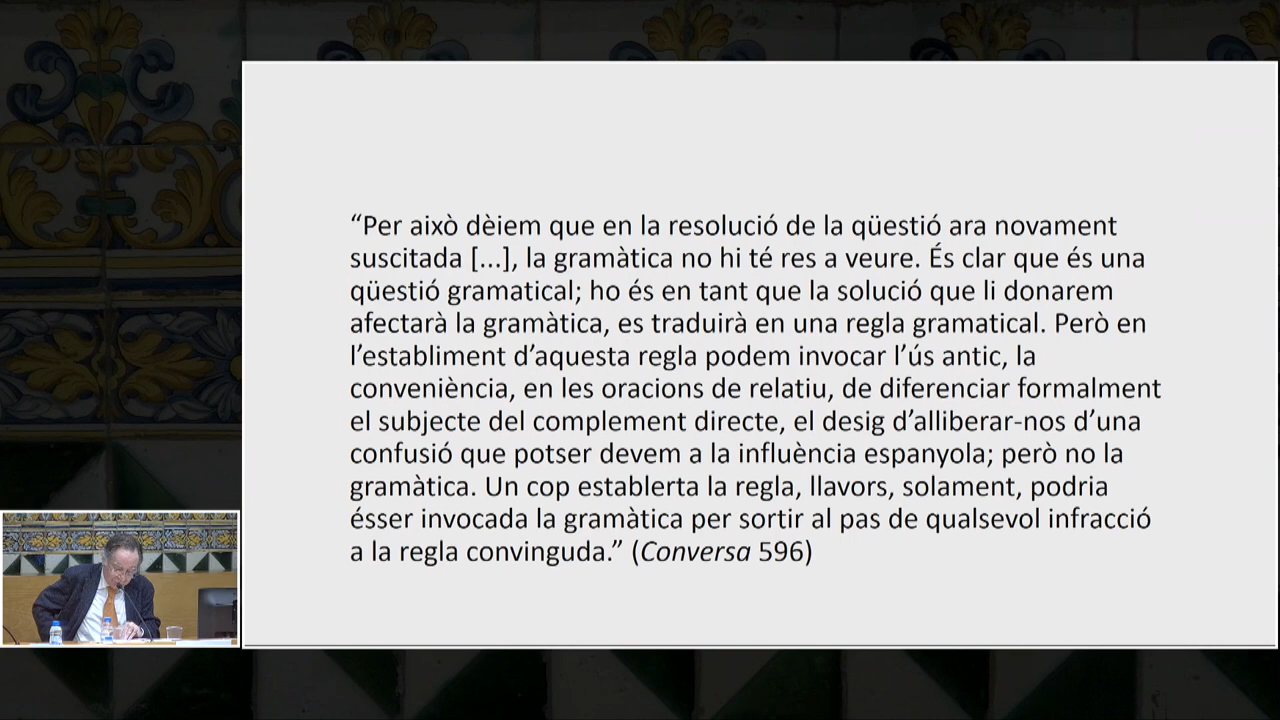 “Per això dèiem que en la resolució de la qüestió ara novament
suscitada [...], la gramàtica no hi té res a veure. És clar que és una
qüestió gramatical; ho és en tant que la solució que li donarem
afectarà la gramàtica, es traduirà en una regla gramatical. Però en
l’establiment d’aquesta regla podem invocar l’ús antic, la
conveniència, en les oracions de relatiu, de diferenciar formalment
el subjecte del complement directe, el desig d’alliberar-nos d’una
confusió que potser devem a la influència espanyola; però no la
gramàtica. Un cop establerta la regla, llavors, solament, podria
ésser invocada la gramàtica per sortir al pas de qualsevol infracció
a la regla convinguda.” (Conversa 596)